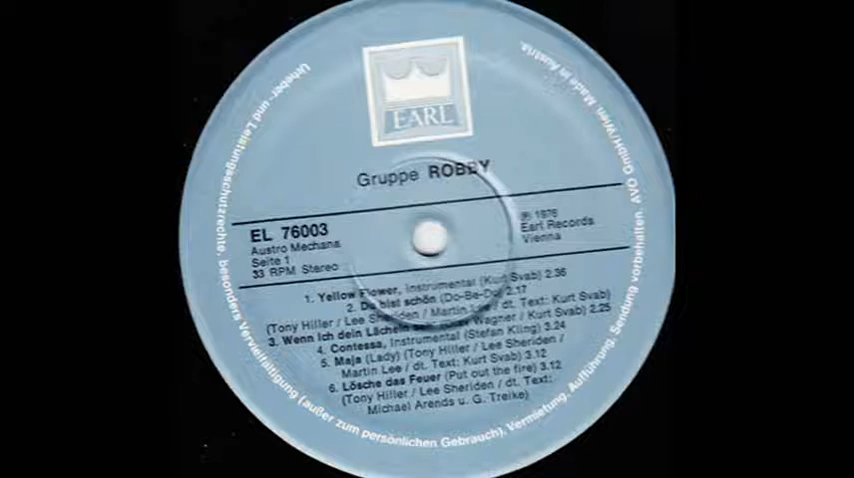 EARL
Gruppe ROBBY
EL 76003
Austro Mechana
Seite 1
33 RPM Stereo
℗ 1976
Earl Records
Vienna
1. Yellow Flower, Instrumental (Kurt Svab) 2.36
2. Du bist schön (Do-Be-Do) 2.17
(Tony Hiller / Lee Sheriden / Martin Lee / dt. Text: Kurt Svab)
3. Wenn ich dein Lächeln Wagner / Kurt Svab) 2.25
4. Contessa, Instrumental (Stefan Kling) 3.24
5. Maja (Lady) (Tony Hiller / Lee Sheriden /
Martin Lee / dt. Text: Kurt Svab) 3.12
6. Lösche das Feuer (Put out the fire) 3.12
(Tony Hiller / Lee Sheriden / dt. Text:
Michael Arends u. G. Treike)
Urheber- und Leistungsschutzrechte, besonders Vervielfältigung (außer zum persönlichen Gebrauch), Vermietung, Aufführung, Sendung vorbehalten. AVO GmbH/Wien. Made in Austria.